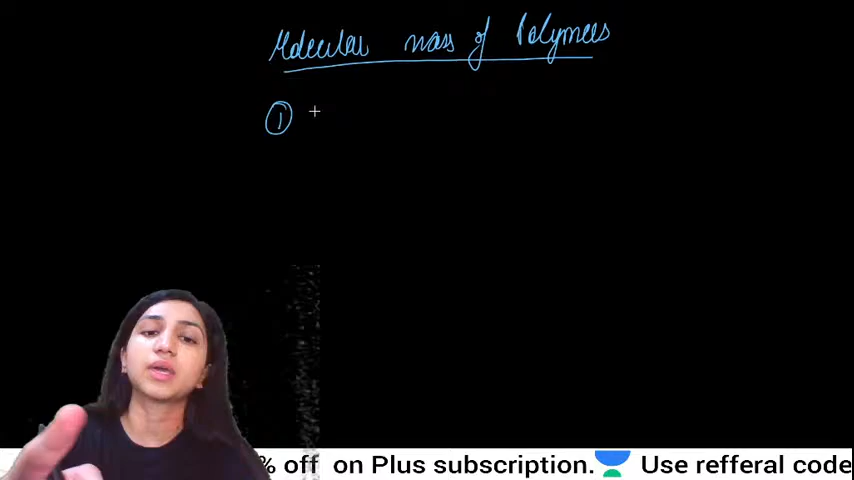 Molecular mass of Polymers
1
% off on Plus subscription. Use refferal code